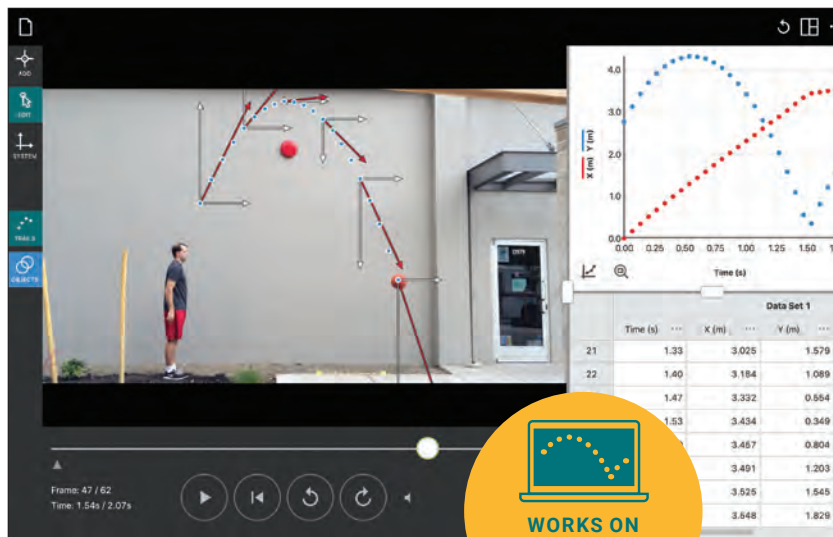 ADD
EDIT
SYSTEM
TRAILS
OBJECTS
X (m) Y (m)
4.0
3.0
2.0
1.0
0.0
0.00 0.25 0.50 0.75 1.00 1.25 1.50
Time (s)
Data Set 1
Time (s) ... X (m) ... Y (m) ...
21 1.33 3.025 1.579
22 1.40 3.184 1.089
1.47 3.332 0.554
1.53 3.434 0.349
3.457 0.804
3.491 1.203
3.525 1.545
3.548 1.829
Frame: 47 / 62
Time: 1.54s / 2.07s
WORKS ON